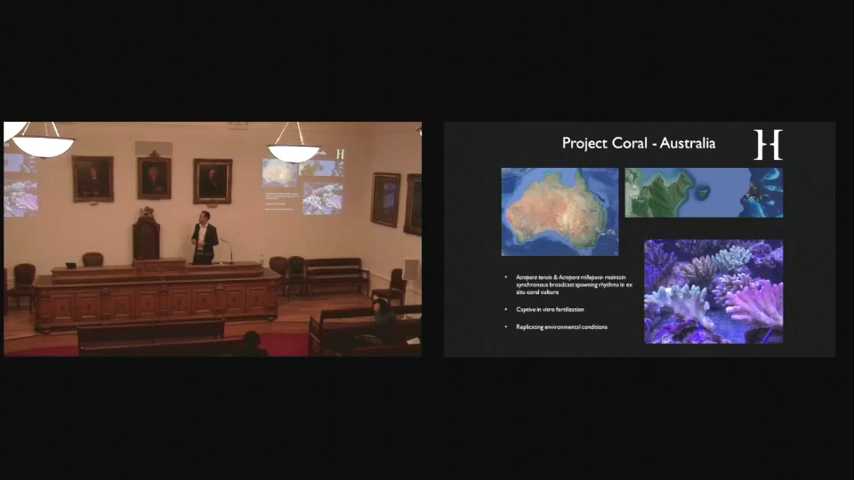 Project Coral - Australia
H
• Acropora tenuis & Acropora millepora- maintain
synchronous broadcast spawning rhythms in ex
situ coral culture
• Captive in vitro fertilization
• Replicating environmental conditions